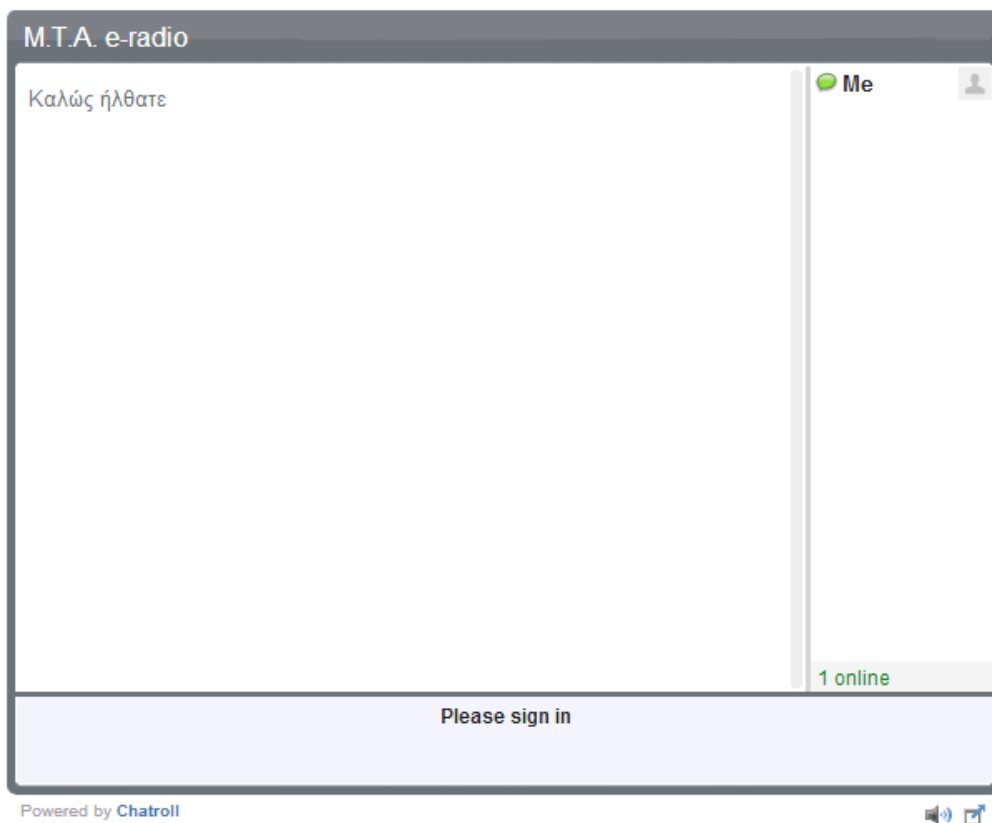 M.T.A. e-radio
Καλώς ήλθατε
Me
1 online
Please sign in
Powered by Chatroll